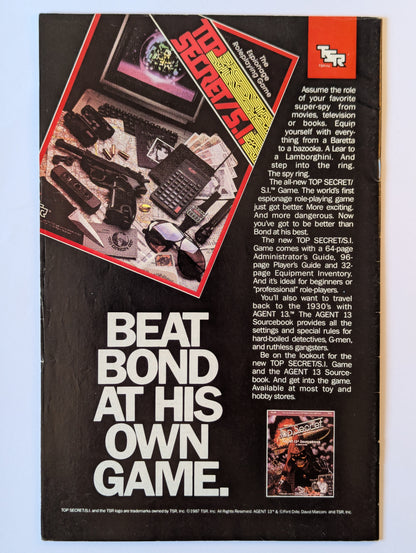 TOP
SECRET/S.I.
The
Espionage
Roleplaying Game
TSR
Assume the role
of your favorite
super-spy from
movies, television
or books. Equip
yourself with every-
thing from a Baretta
to a bazooka. A Lear to
a Lamborghini. And
step into the ring.
The spy ring.
The all-new TOP SECRET/
S.I.™ Game. The world's first
espionage role-playing game
just got better. More exciting.
And more dangerous. Now
you've got to be better than
Bond at his best.
The new TOP SECRET/S.I.
Game comes with a 64-page
Administrator's Guide, 96-
page Player's Guide and 32-
page Equipment Inventory.
And it's ideal for beginners or
"professional" role-players.
You'll also want to travel
back to the 1930's with
AGENT 13.™ The AGENT 13
Sourcebook provides all the
settings and special rules for
hard-boiled detectives, G-men,
and ruthless gangsters.
Be on the lookout for the
new TOP SECRET/S.I. Game
and the AGENT 13 Source-
book. And get into the game.
Available at most toy and
hobby stores.
BEAT
BOND
AT HIS
OWN
GAME.
Top Secret
TOP SECRET/S.I. and the TSR logo are trademarks owned by TSR, Inc. ©1987 TSR, Inc. All Rights Reserved. AGENT 13™ & ©Flint Dille, David Marconi and TSR, Inc.